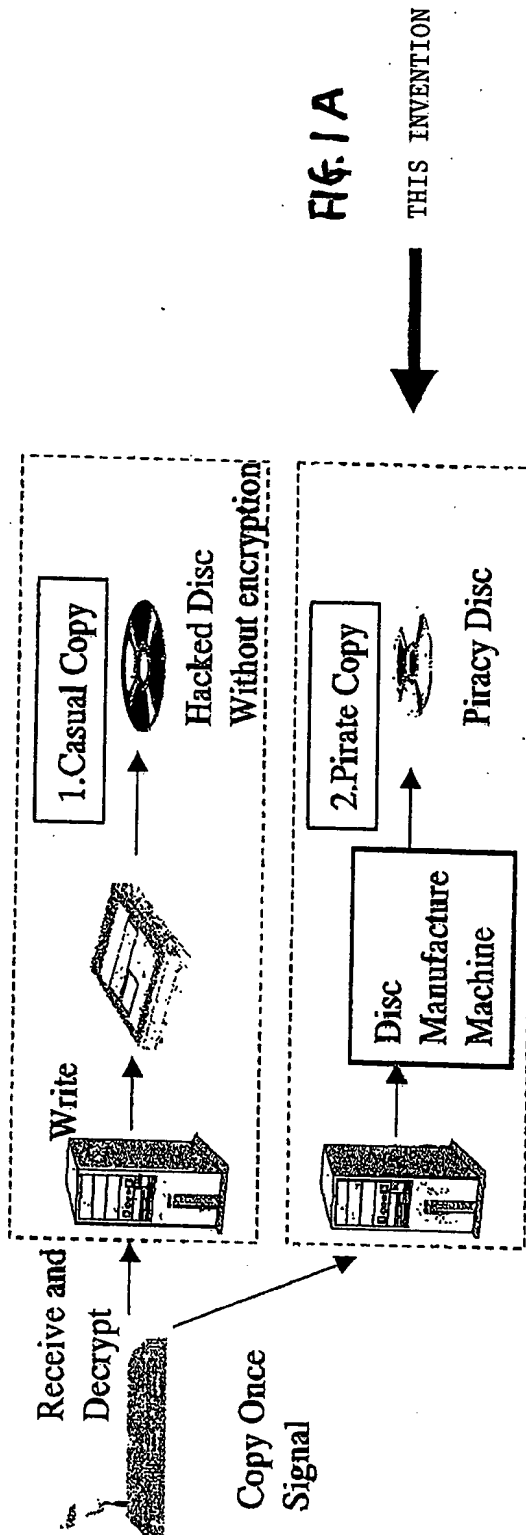 Receive and
Decrypt
Copy Once
Signal
Write
1.Casual Copy
Hacked Disc
Without encryption
Disc
Manufacture
Machine
2.Pirate Copy
Piracy Disc
FIG. 1A
THIS INVENTION